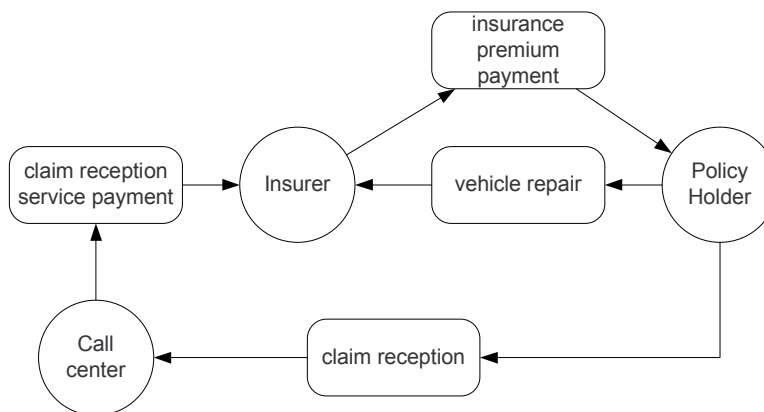 insurance
premium
payment
claim reception
service payment
Insurer
vehicle repair
Policy
Holder
Call
center
claim reception